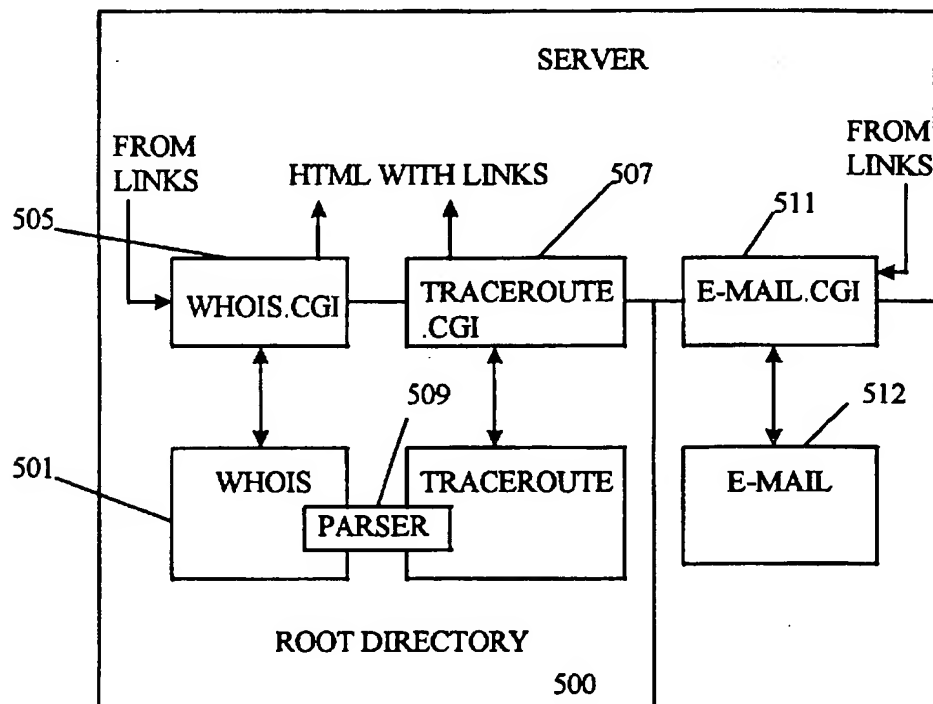 SERVER
FROM
LINKS
HTML WITH LINKS
507
FROM
LINKS
505
511
WHOIS.CGI
TRACEROUTE
.CGI
E-MAIL.CGI
509
512
501
WHOIS
TRACEROUTE
E-MAIL
PARSER
ROOT DIRECTORY
500